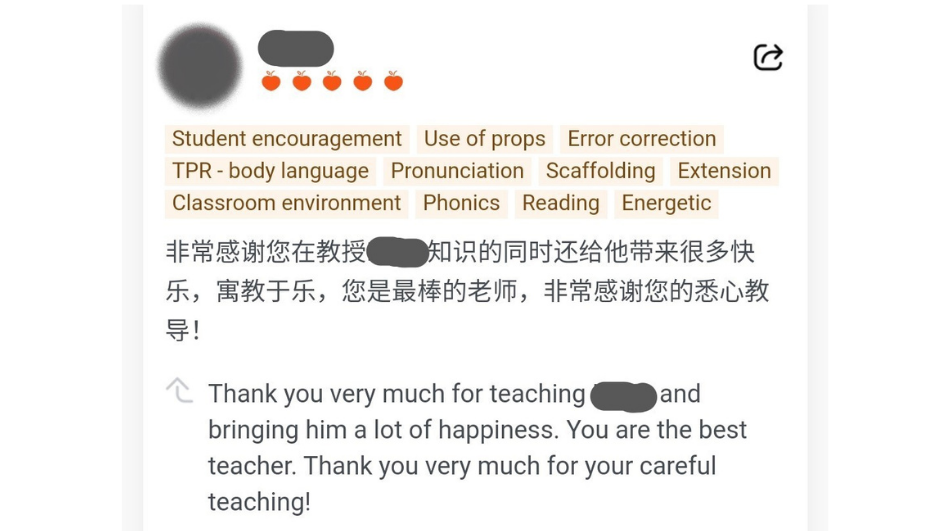 Student encouragement Use of props Error correction
TPR - body language Pronunciation Scaffolding Extension
Classroom environment Phonics Reading Energetic
非常感谢您在教授 知识的同时还给他带来很多快
乐，寓教于乐，您是最棒的老师，非常感谢您的悉心教
导！
Thank you very much for teaching and
bringing him a lot of happiness. You are the best
teacher. Thank you very much for your careful
teaching!